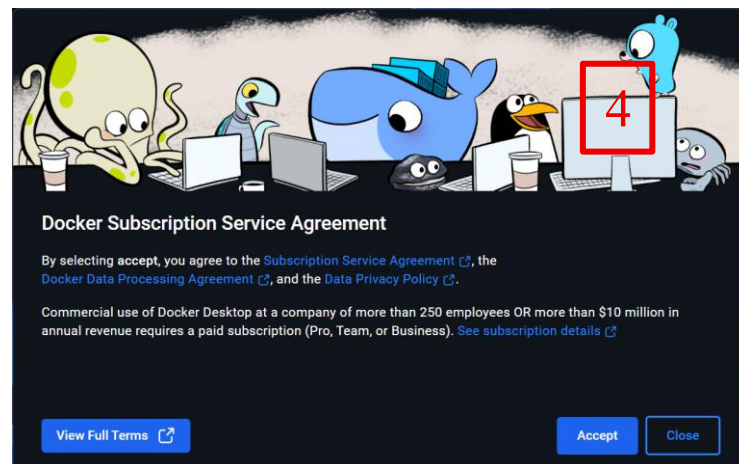 4
Docker Subscription Service Agreement
By selecting accept, you agree to the Subscription Service Agreement, the
Docker Data Processing Agreement, and the Data Privacy Policy.
Commercial use of Docker Desktop at a company of more than 250 employees OR more than $10 million in
annual revenue requires a paid subscription (Pro, Team, or Business). See subscription details
View Full Terms
Accept
Close